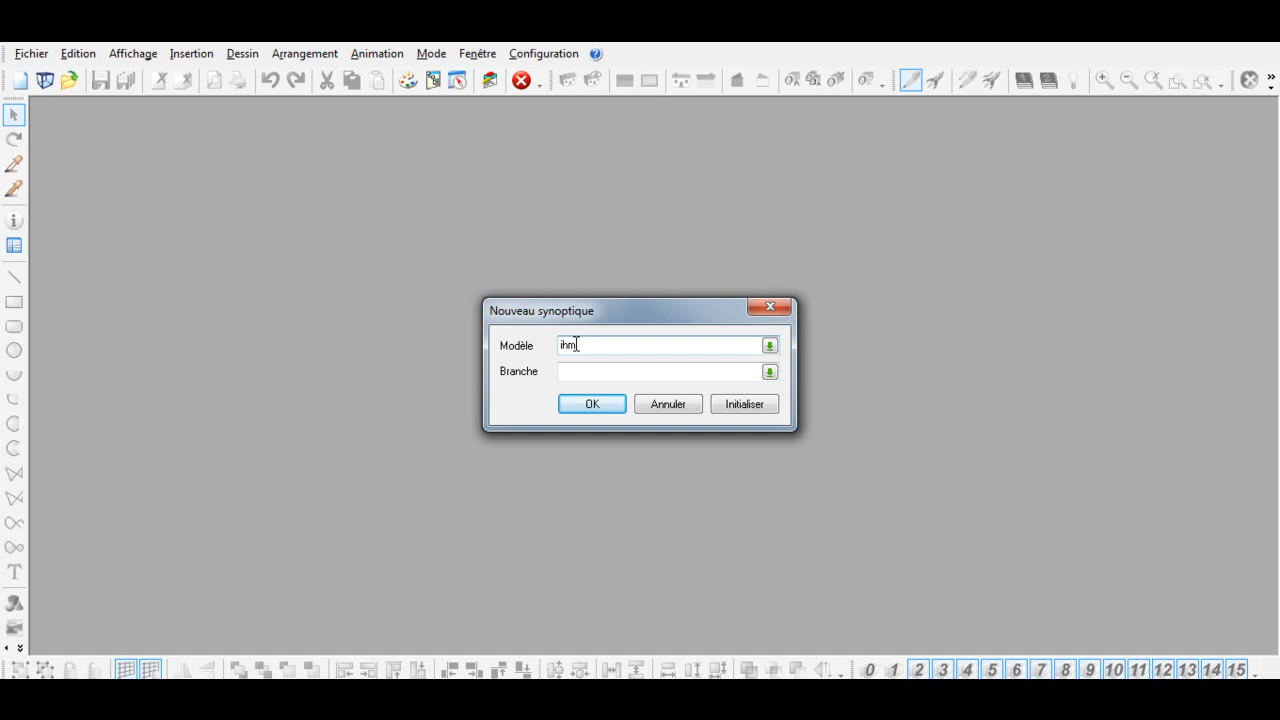 Fichier Edition Affichage Insertion Dessin Arrangement Animation Mode Fenêtre Configuration
Nouveau synoptique
Modèle ihm
Branche
OK Annuler Initialiser
T
0 1 2 3 4 5 6 7 8 9 10 11 12 13 14 15